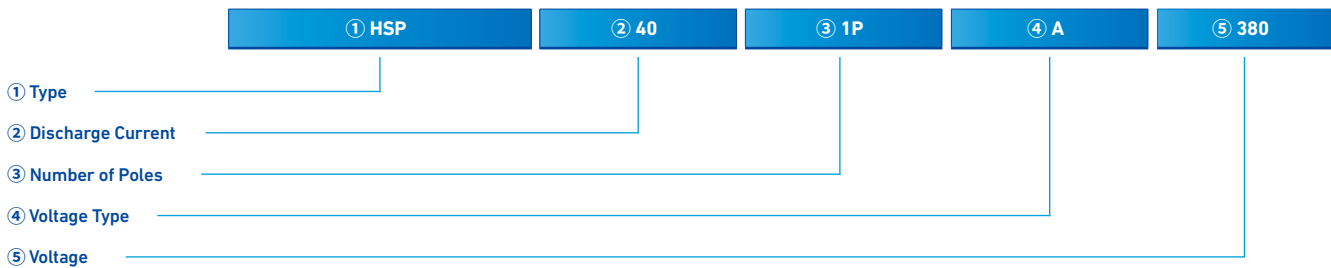 ① HSP ② 40 ③ 1P ④ A ⑤ 380
① Type
② Discharge Current
③ Number of Poles
④ Voltage Type
⑤ Voltage